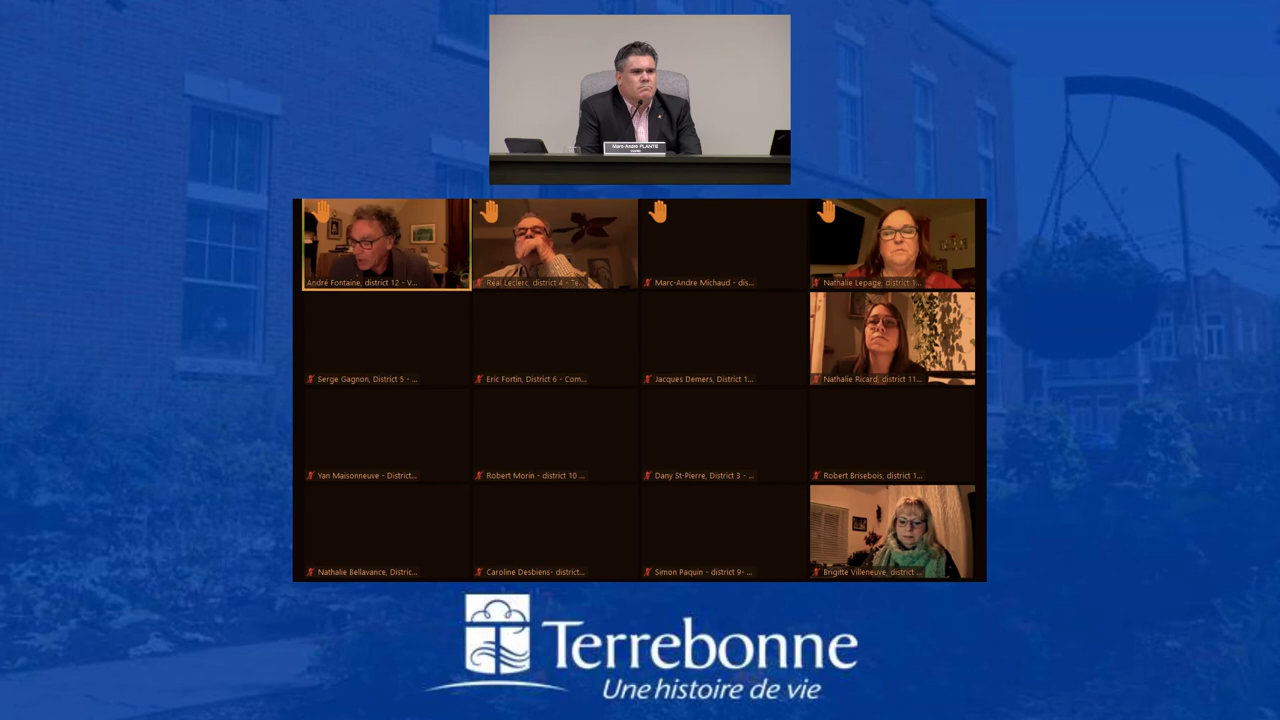 Marc-André PLANTE
André Fontaine, district 12 - V...
Réal Leclerc, district 4 - Te...
Marc-Andre Michaud - dis...
Nathalie Lepage, district 1...
Serge Gagnon, District 5 - ...
Eric Fortin, District 6 - Com...
Jacques Demers, District 1...
Nathalie Ricard, district 11...
Yan Maisonneuve - District...
Robert Morin - district 10 ...
Dany St-Pierre, District 3 - ...
Robert Brisebois, district 1...
Nathalie Bellavance, Distric...
Caroline Desbiens- district...
Simon Paquin - district 9- ...
Brigitte Villeneuve, district ...
Terrebonne
Une histoire de vie